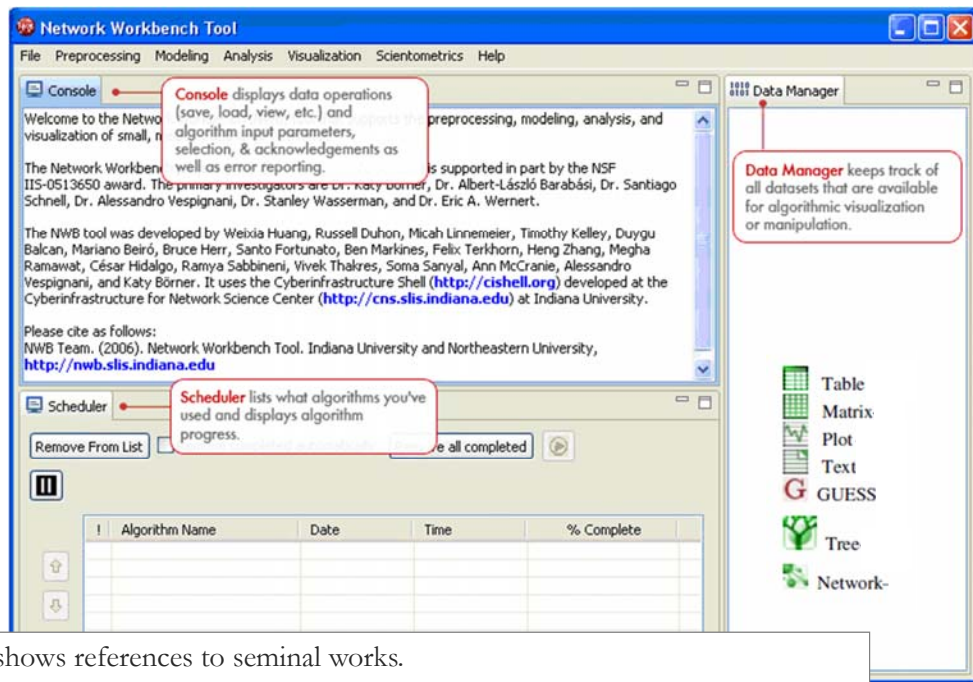 Network Workbench Tool
File Preprocessing Modeling Analysis Visualization Scientometrics Help
Console
Console displays data operations
(save, load, view, etc.) and
algorithm input parameters,
selection, & acknowledgements as
well as error reporting.
Welcome to the preprocessing, modeling, analysis, and
visualization of small,
The Network is supported in part by the NSF
IIS-0513650 award. The primary investigators are Dr. Katy Börner, Dr. Albert-László Barabási, Dr. Santiago
Schnell, Dr. Alessandro Vespignani, Dr. Stanley Wasserman, and Dr. Eric A. Wernert.
The NWB tool was developed by Weixia Huang, Russell Duhon, Micah Linnemeier, Timothy Kelley, Duygu
Balcan, Mariano Beiró, Bruce Herr, Santo Fortunato, Ben Markines, Felix Terkhorn, Heng Zhang, Megha
Ramawat, César Hidalgo, Ramya Sabbineni, Vivek Thakres, Soma Sanyal, Ann McCranie, Alessandro
Vespignani, and Katy Börner. It uses the Cyberinfrastructure Shell (http://cishell.org) developed at the
Cyberinfrastructure for Network Science Center (http://cns.slis.indiana.edu) at Indiana University.
Please cite as follows:
NWB Team. (2006). Network Workbench Tool. Indiana University and Northeastern University,
http://nwb.slis.indiana.edu
Scheduler
Scheduler lists what algorithms you've
used and displays algorithm
progress.
Remove From List all completed
! Algorithm Name Date Time % Complete
Data Manager
Data Manager keeps track of
all datasets that are available
for algorithmic visualization
or manipulation.
Table
Matrix
Plot
Text
G GUESS
Tree
Network-
shows references to seminal works.